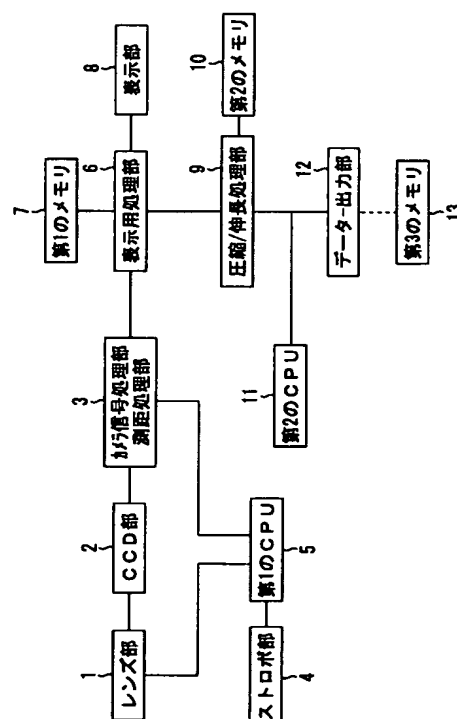 1
レンズ部
2
CCD部
3
カメラ信号処理部
測距処理部
4
ストロボ部
5
第1のCPU
6
表示用処理部
7
第1のメモリ
8
表示部
9
圧縮/伸長処理部
10
第2のメモリ
11
第2のCPU
12
データ-出力部
13
第3のメモリ